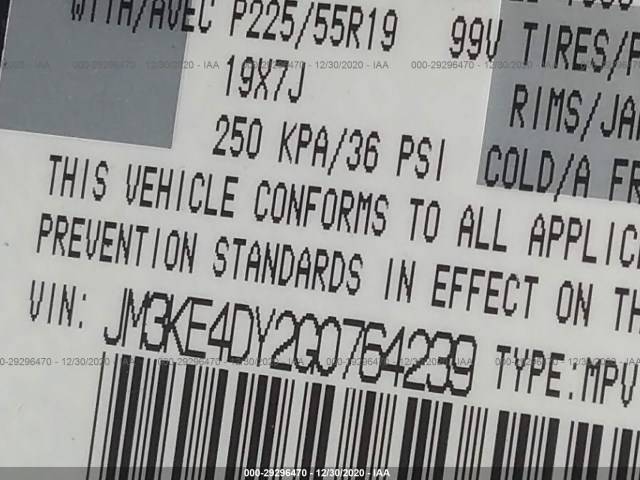 WITH/AVEC P225/55R19 99V TIRES/P
19X7J RIMS/JA
250 KPA/36 PSI COLD/A FR
THIS VEHICLE CONFORMS TO ALL APPLIC
PREVENTION STANDARDS IN EFFECT ON TH
VIN: JM3KE4DY2G0764239 TYPE.MPV
000-29296470 - 12/30/2020 - IAA